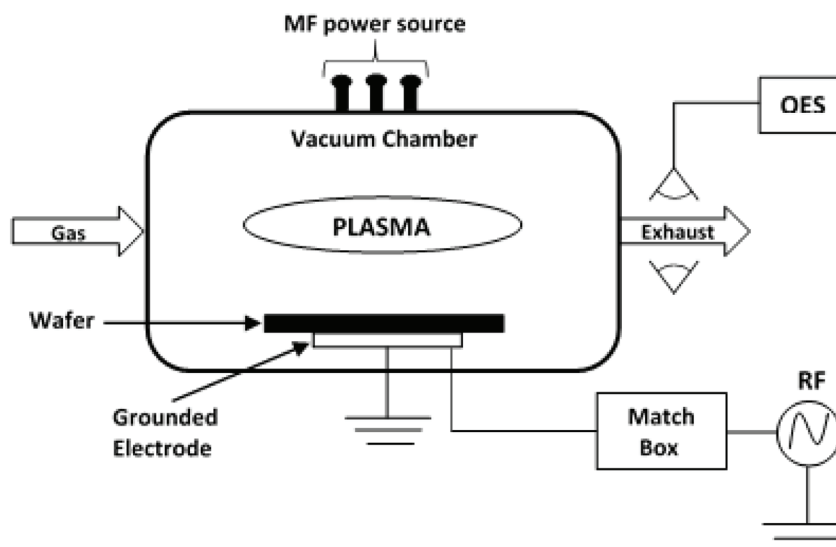 MF power source
OES
Vacuum Chamber
PLASMA
Gas
Exhaust
Wafer
RF
Grounded
Electrode
Match
Box